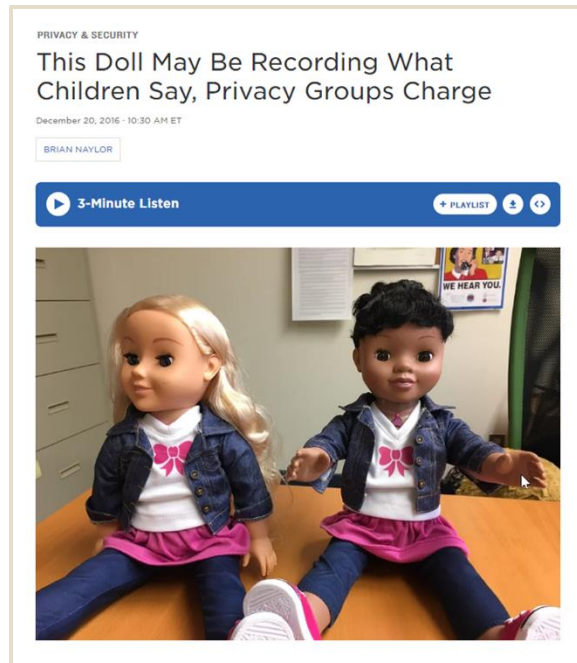 PRIVACY & SECURITY
This Doll May Be Recording What
Children Say, Privacy Groups Charge
December 20, 2016 · 10:30 AM ET
BRIAN NAYLOR
3-Minute Listen
+ PLAYLIST
WE HEAR YOU.